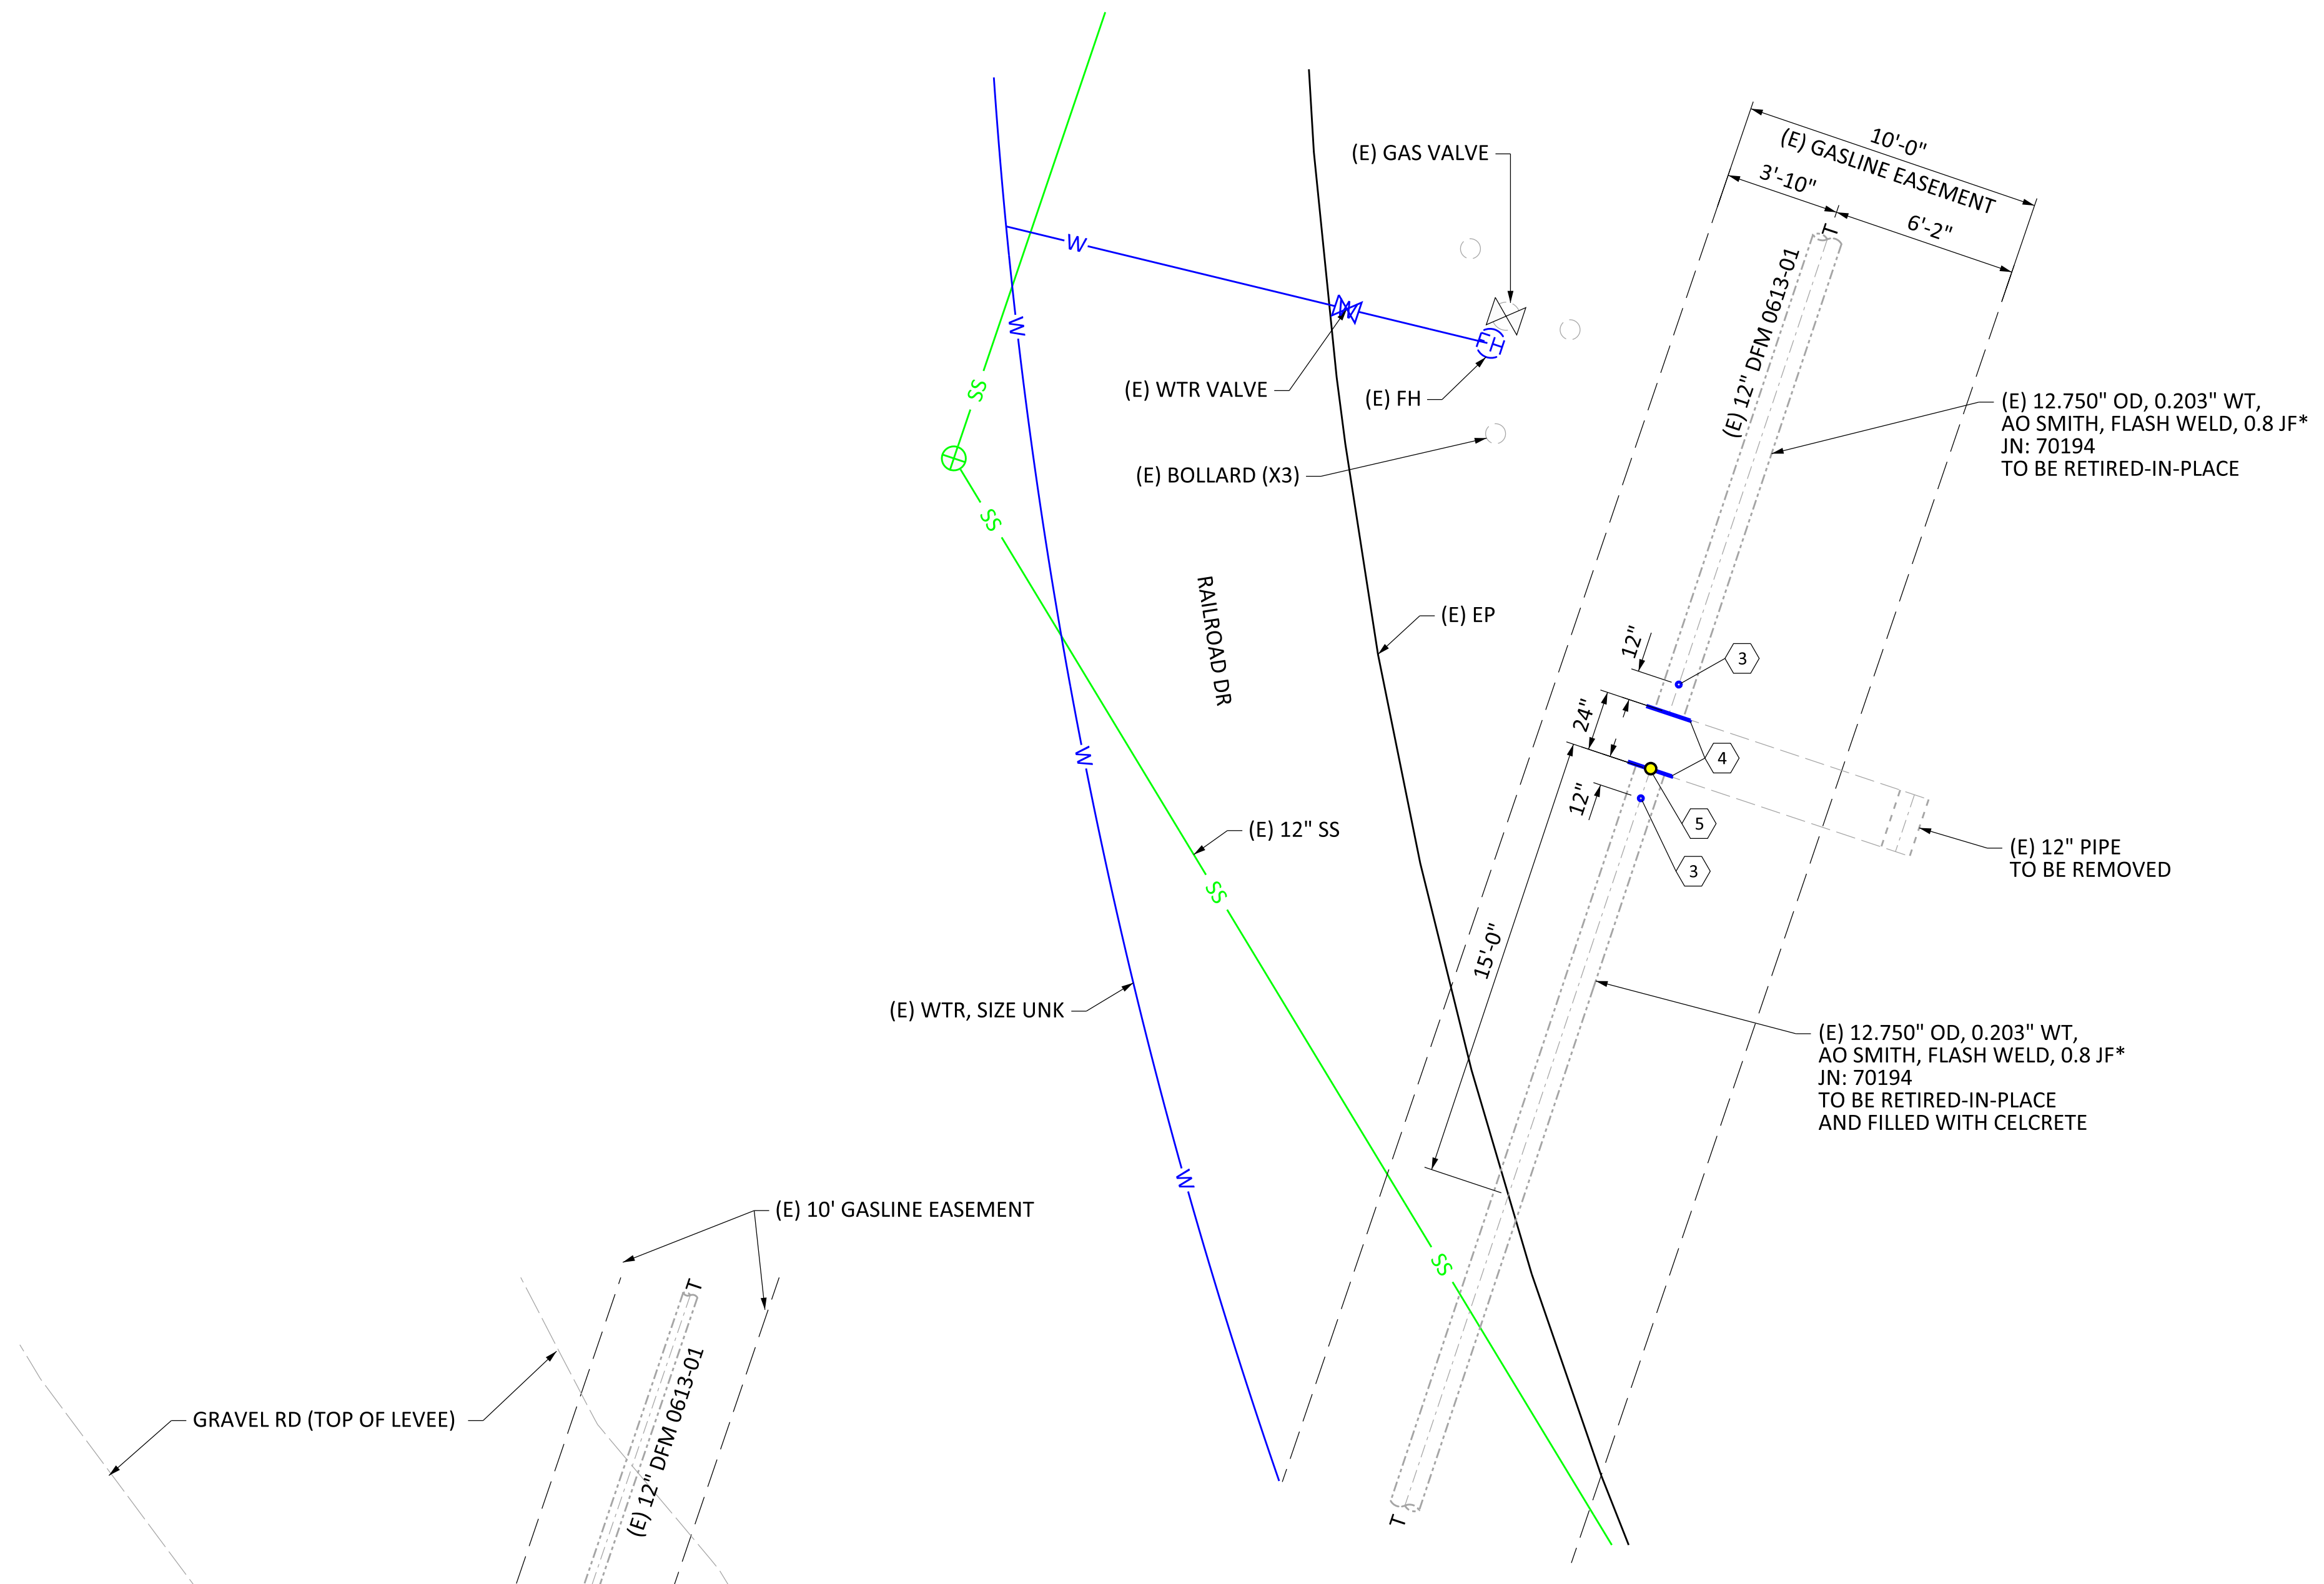 10'-0"
(E) GASLINE EASEMENT
3'-10"
6'-2"
T
(E) GAS VALVE
(E) 12" DFM 0613-01
W
W
W
FH
SS
(E) WTR VALVE
(E) FH
(E) 12.750" OD, 0.203" WT,
AO SMITH, FLASH WELD, 0.8 JF*
JN: 70194
TO BE RETIRED-IN-PLACE
(E) BOLLARD (X3)
SS
RAILROAD DR
(E) EP
12"
3
24"
4
W
12"
5
3
(E) 12" SS
(E) 12" PIPE
TO BE REMOVED
SS
15'-0"
(E) WTR, SIZE UNK
(E) 12.750" OD, 0.203" WT,
AO SMITH, FLASH WELD, 0.8 JF*
JN: 70194
TO BE RETIRED-IN-PLACE
AND FILLED WITH CELCRETE
W
(E) 10' GASLINE EASEMENT
SS
T
(E) 12" DFM 0613-01
GRAVEL RD (TOP OF LEVEE)
T